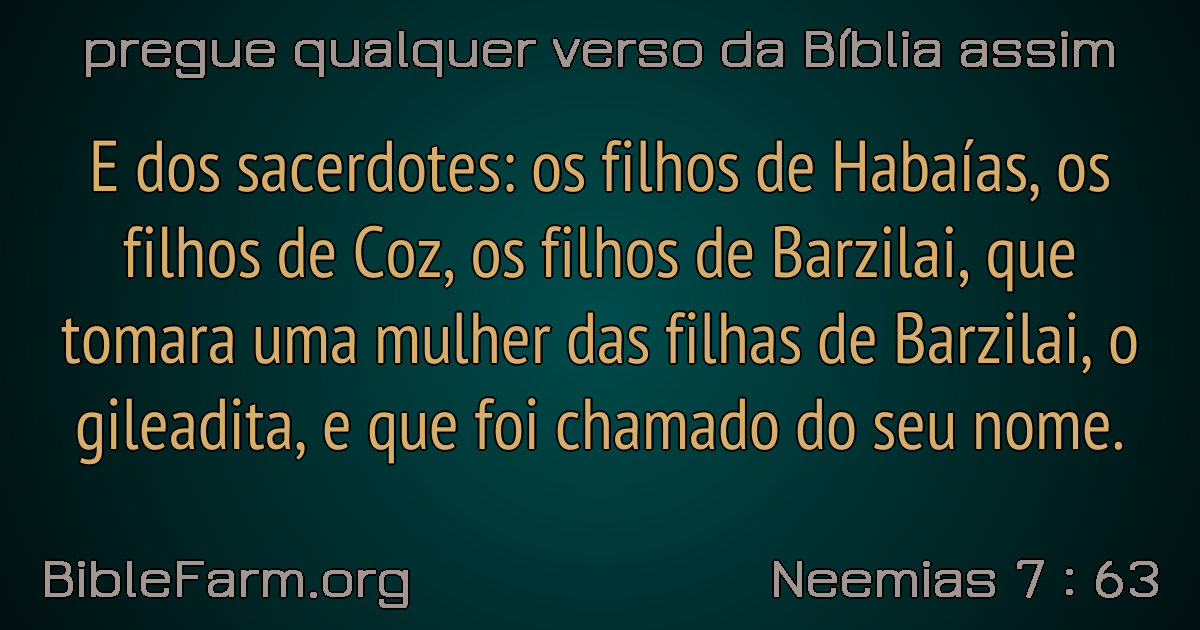 pregue qualquer verso da Bíblia assim
E dos sacerdotes: os filhos de Habaías, os
filhos de Coz, os filhos de Barzilai, que
tomara uma mulher das filhas de Barzilai, o
gileadita, e que foi chamado do seu nome.
BibleFarm.org
Neemias 7 : 63